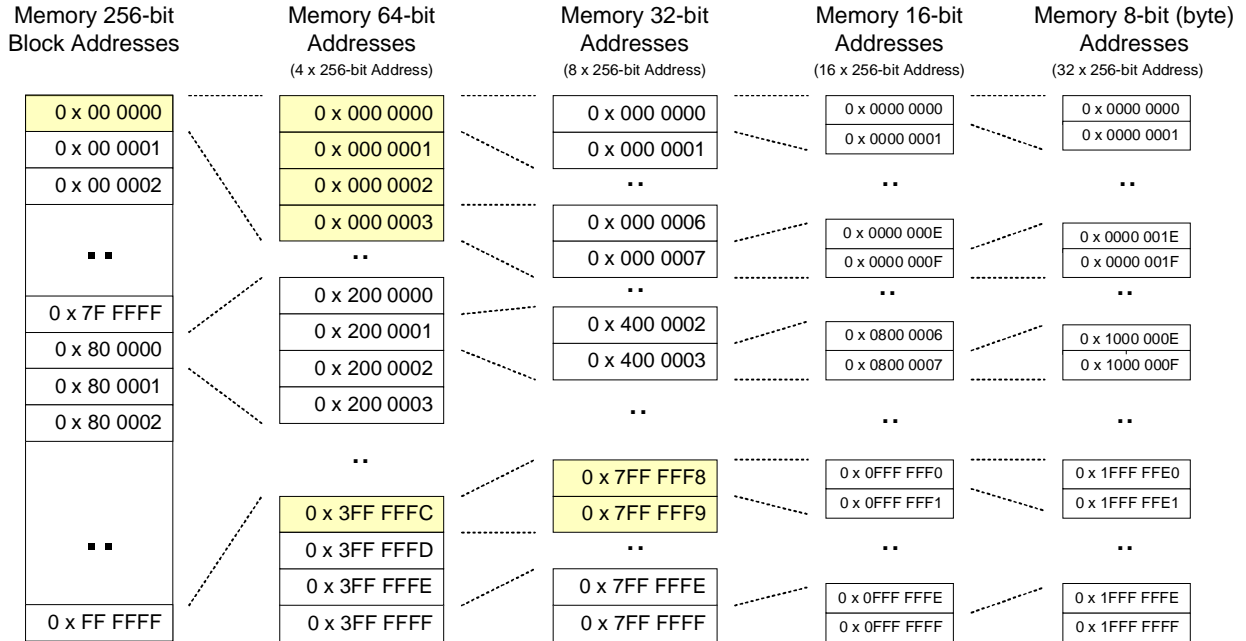 Memory 256-bit
Block Addresses
0 x 00 0000
0 x 00 0001
0 x 00 0002
..
0 x 7F FFFF
0 x 80 0000
0 x 80 0001
0 x 80 0002
..
0 x FF FFFF
Memory 64-bit
Addresses
(4 x 256-bit Address)
0 x 000 0000
0 x 000 0001
0 x 000 0002
0 x 000 0003
..
0 x 200 0000
0 x 200 0001
0 x 200 0002
0 x 200 0003
..
0 x 3FF FFFC
0 x 3FF FFFD
0 x 3FF FFFE
0 x 3FF FFFF
Memory 32-bit
Addresses
(8 x 256-bit Address)
0 x 000 0000
0 x 000 0001
..
0 x 000 0006
0 x 000 0007
..
0 x 400 0002
0 x 400 0003
..
0 x 7FF FFF8
0 x 7FF FFF9
..
0 x 7FF FFFE
0 x 7FF FFFF
Memory 16-bit
Addresses
(16 x 256-bit Address)
0 x 0000 0000
0 x 0000 0001
..
0 x 0000 000E
0 x 0000 000F
..
0 x 0800 0006
0 x 0800 0007
..
0 x 0FFF FFF0
0 x 0FFF FFF1
..
0 x 0FFF FFFE
0 x 0FFF FFFF
Memory 8-bit (byte)
Addresses
(32 x 256-bit Address)
0 x 0000 0000
0 x 0000 0001
..
0 x 0000 001E
0 x 0000 001F
..
0 x 1000 000E
0 x 1000 000F
..
0 x 1FFF FFE0
0 x 1FFF FFE1
..
0 x 1FFF FFFE
0 x 1FFF FFFF